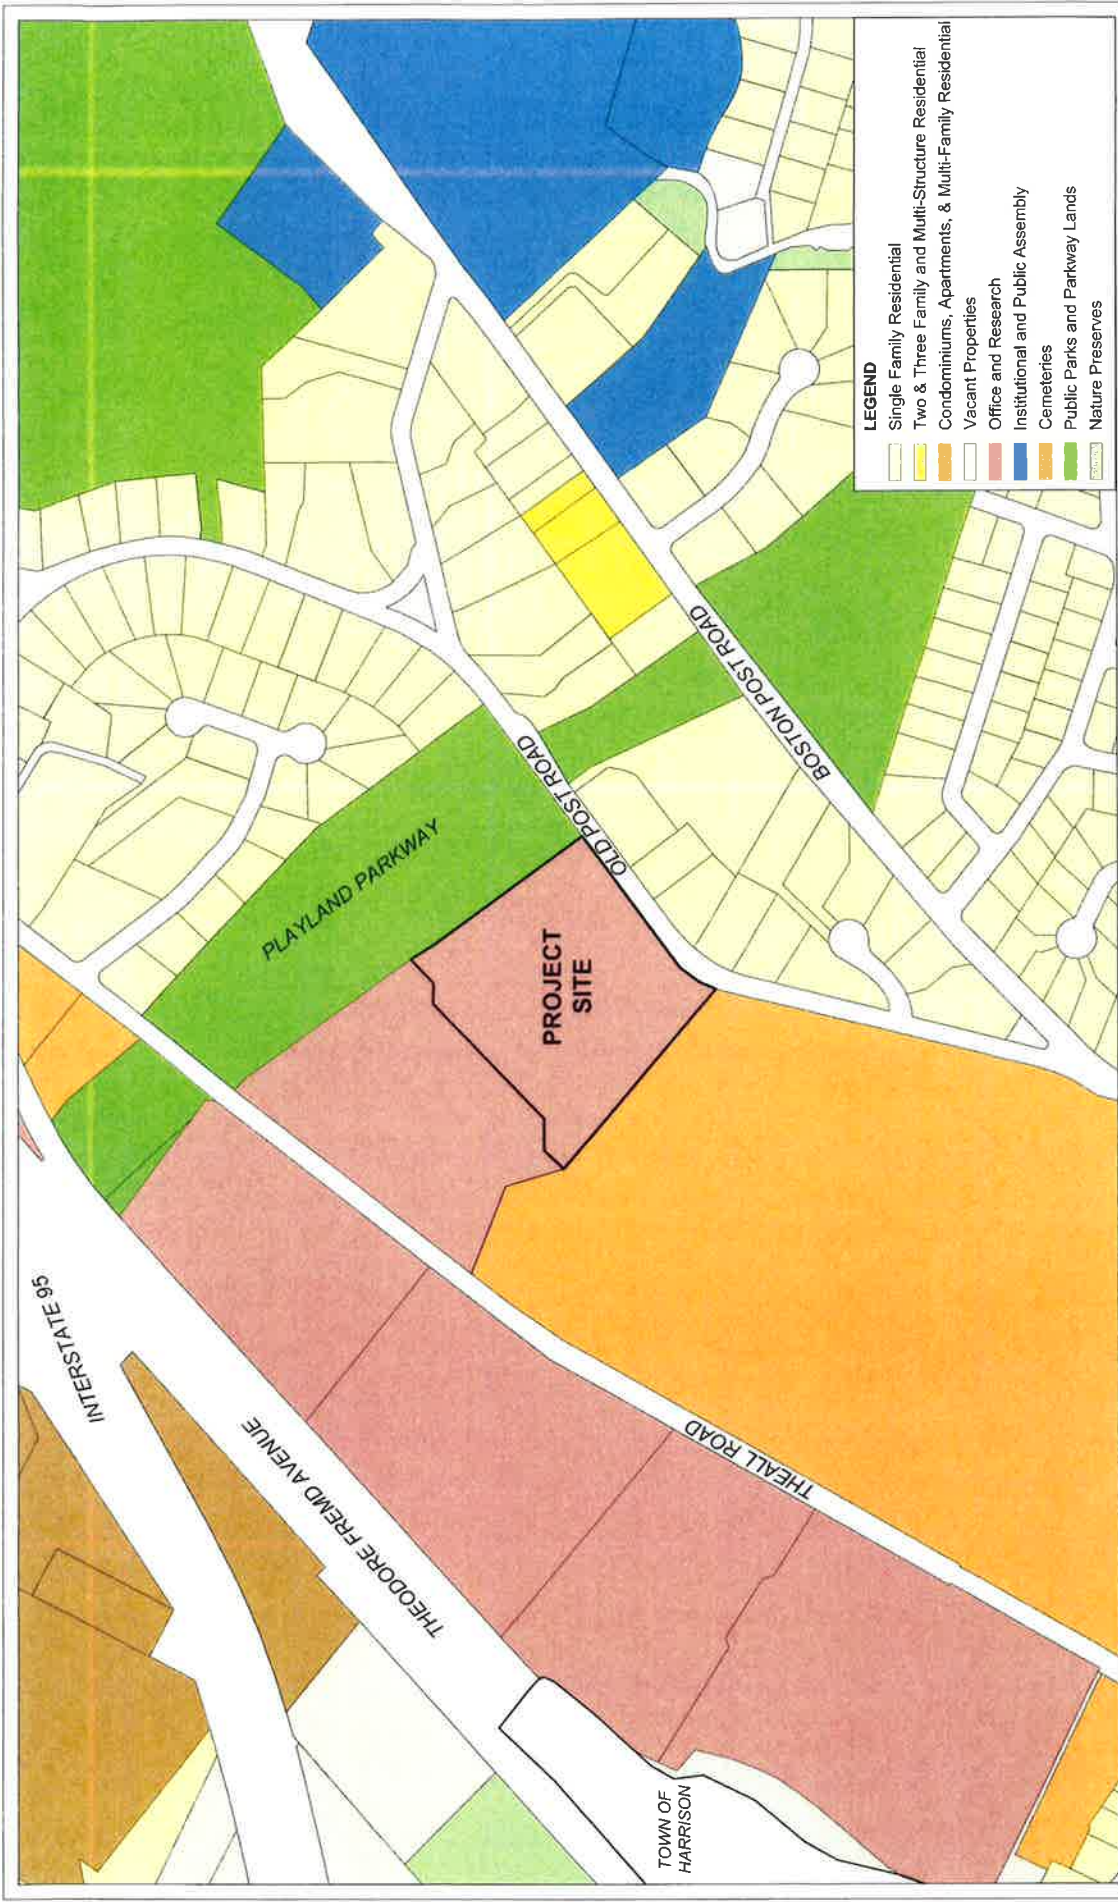 INTERSTATE 95
THEODORE FREMD AVENUE
TOWN OF
HARRISON
THEALL ROAD
PLAYLAND PARKWAY
PROJECT
SITE
OLD POST ROAD
BOSTON POST ROAD
LEGEND
Single Family Residential
Two & Three Family and Multi-Structure Residential
Condominiums, Apartments, & Multi-Family Residential
Vacant Properties
Office and Research
Institutional and Public Assembly
Cemeteries
Public Parks and Parkway Lands
Nature Preserves